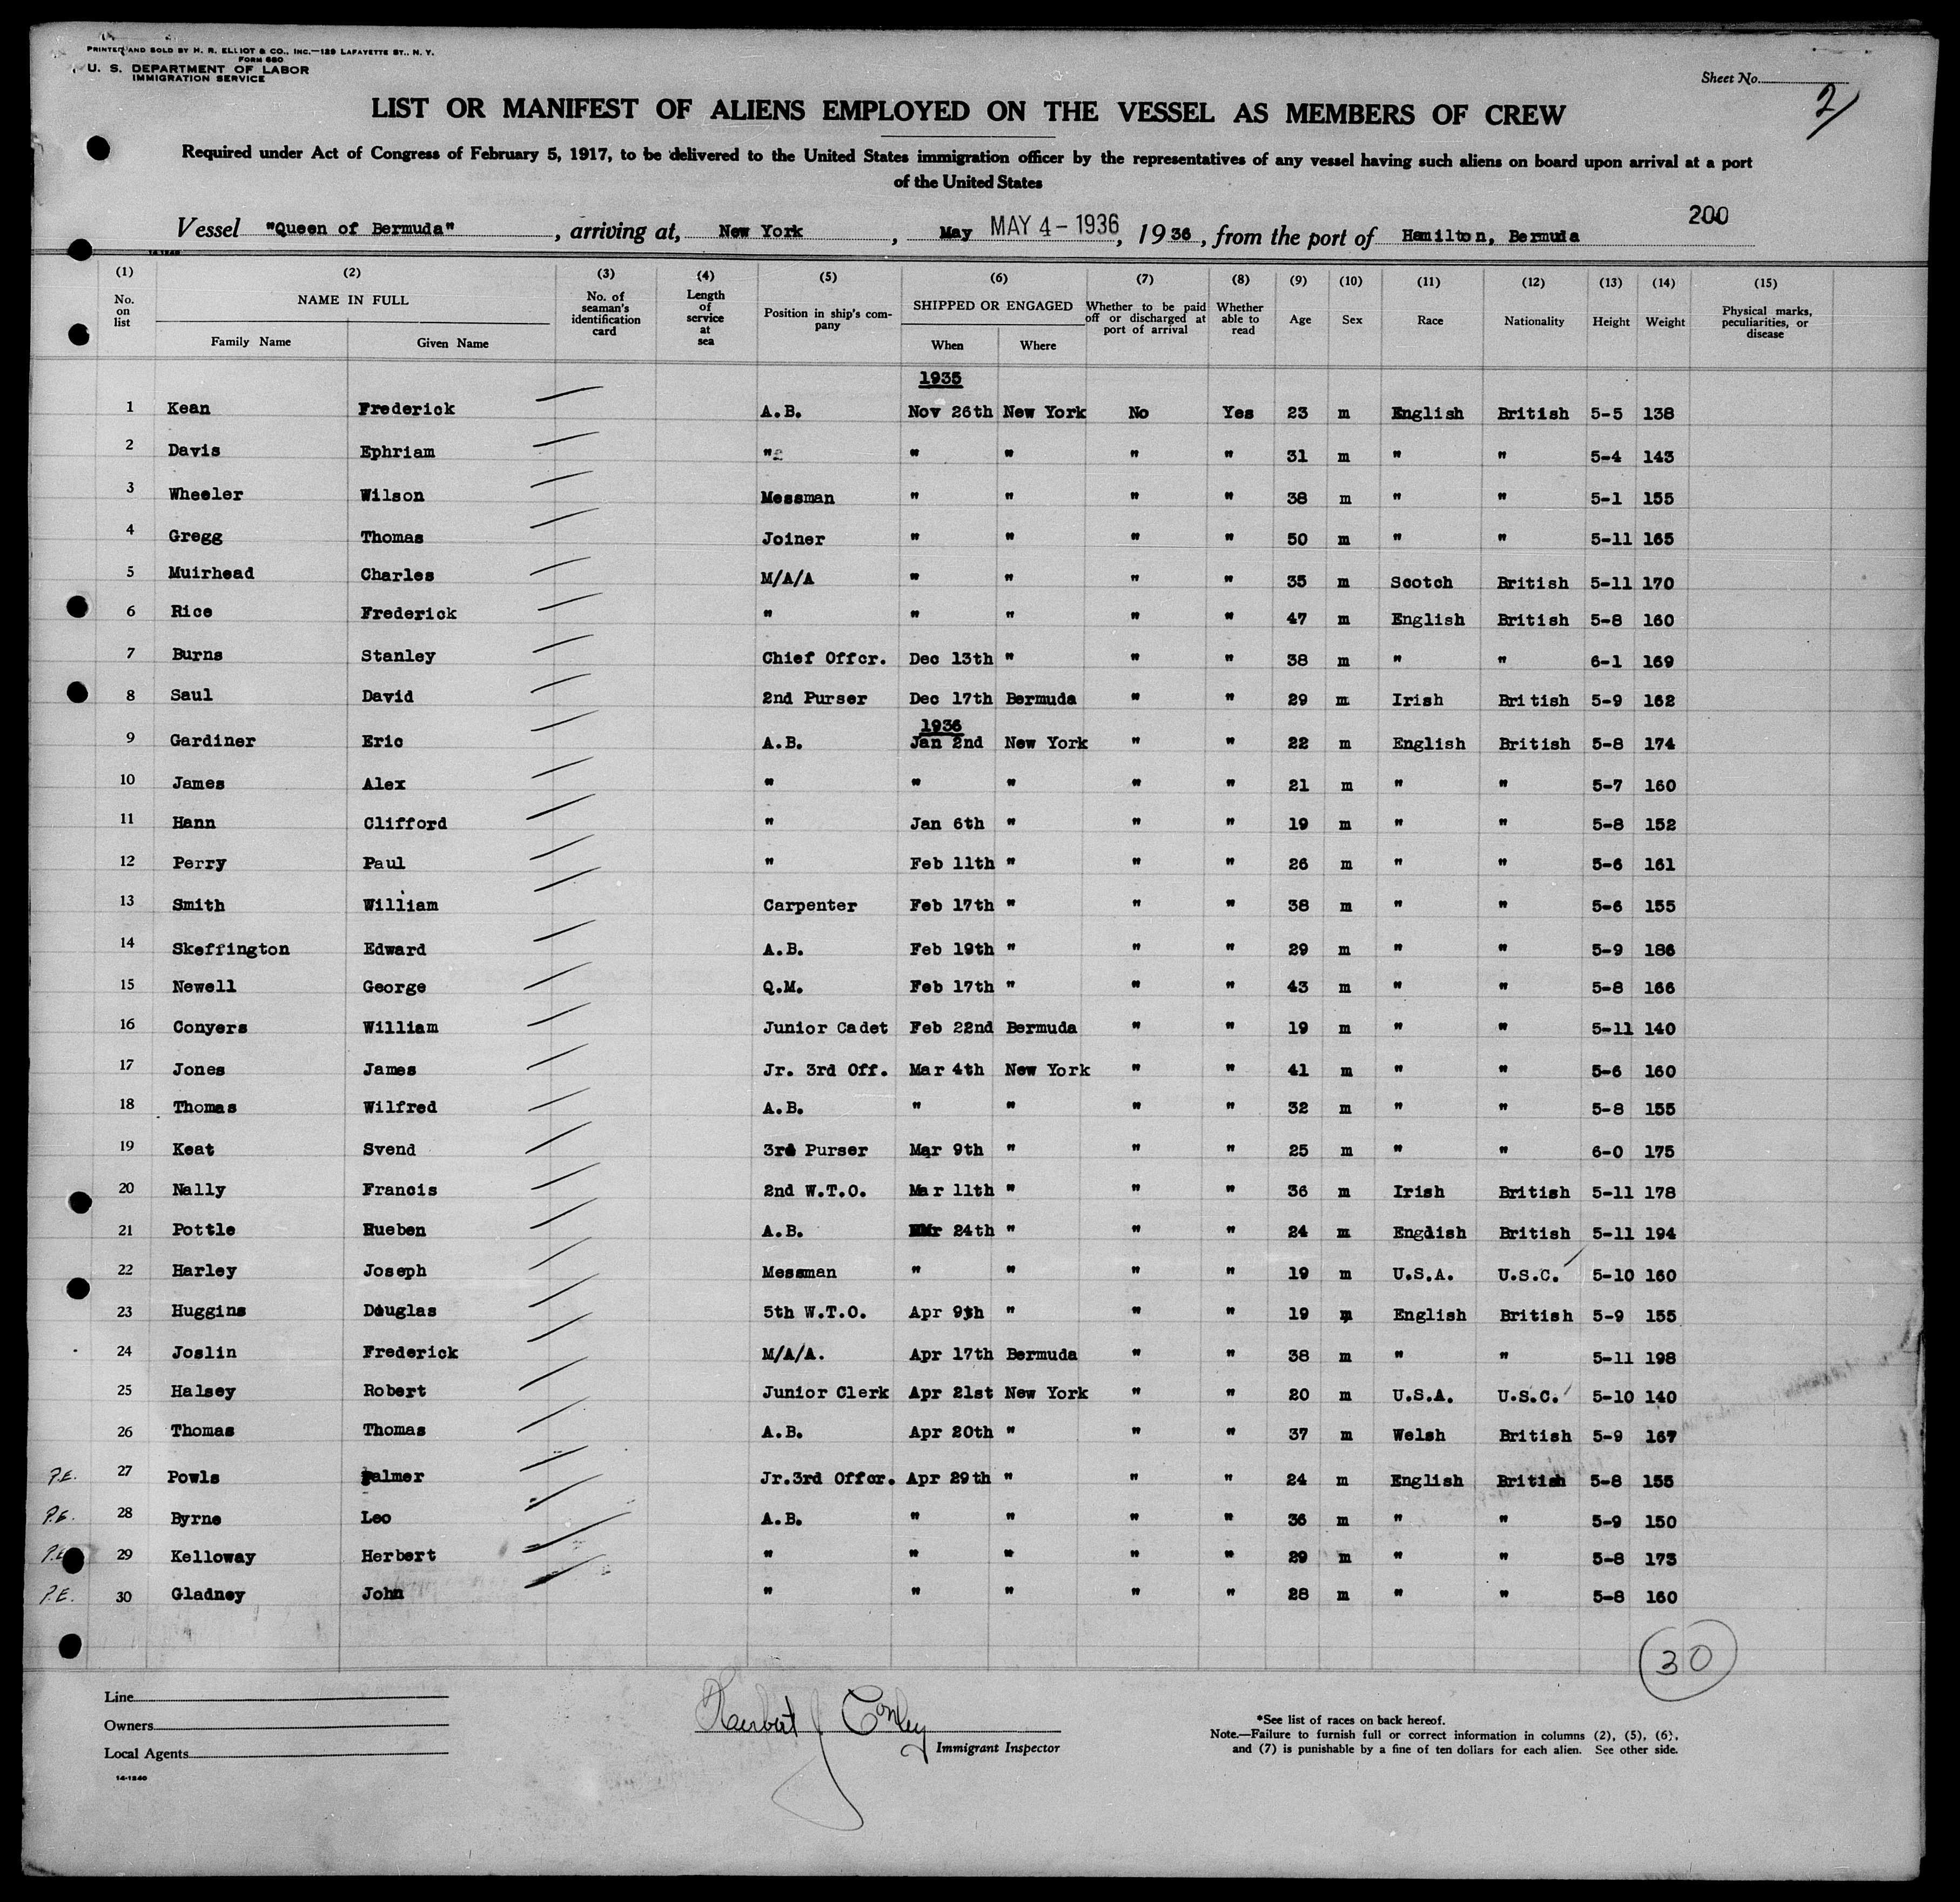 PRINTED AND SOLD BY H. R. ELLIOT & CO., INC.—129 LAFAYETTE ST., N. Y.
FORM 680
U. S. DEPARTMENT OF LABOR
IMMIGRATION SERVICE
Sheet No.
2
LIST OR MANIFEST OF ALIENS EMPLOYED ON THE VESSEL AS MEMBERS OF CREW
Required under Act of Congress of February 5, 1917, to be delivered to the United States immigration officer by the representatives of any vessel having such aliens on board upon arrival at a port
of the United States
200
Vessel "Queen of Bermuda", arriving at, New York, May MAY 4 - 1936, 1936, from the port of Hamilton, Bermuda
14-1240
(1) (2) (3) (4) (5) (6) (7) (8) (9) (10) (11) (12) (13) (14) (15)
No. on list NAME IN FULL Family Name Given Name No. of seaman's identification card Length of service at sea Position in ship's company SHIPPED OR ENGAGED When Where Whether to be paid off or discharged at port of arrival Whether able to read Age Sex Race Nationality Height Weight Physical marks, peculiarities, or disease
1935
1 Kean Frederick A.B. Nov 26th New York No Yes 23 m English British 5-5 138
2 Davis Ephriam " " " " " 31 m " " 5-4 143
3 Wheeler Wilson Messman " " " " 38 m " " 5-1 155
4 Gregg Thomas Joiner " " " " 50 m " " 5-11 165
5 Muirhead Charles M/A/A " " " " 35 m Scotch British 5-11 170
6 Rice Frederick " " " " " 47 m English British 5-8 160
7 Burns Stanley Chief Offcr. Dec 13th " " " 38 m " " 6-1 169
8 Saul David 2nd Purser Dec 17th Bermuda " " 29 m Irish British 5-9 162
1936
9 Gardiner Eric A.B. Jan 2nd New York " " 22 m English British 5-8 174
10 James Alex " " " " " 21 m " " 5-7 160
11 Hann Clifford " Jan 6th " " " 19 m " " 5-8 152
12 Perry Paul " Feb 11th " " " 26 m " " 5-6 161
13 Smith William Carpenter Feb 17th " " " 38 m " " 5-6 155
14 Skeffington Edward A.B. Feb 19th " " " 29 m " " 5-9 186
15 Newell George Q.M. Feb 17th " " " 43 m " " 5-8 166
16 Conyers William Junior Cadet Feb 22nd Bermuda " " 19 m " " 5-11 140
17 Jones James Jr. 3rd Off. Mar 4th New York " " 41 m " " 5-6 160
18 Thomas Wilfred A.B. " " " " 32 m " " 5-8 155
19 Keat Svend 3rd Purser Mar 9th " " " 25 m " " 6-0 175
20 Nally Francis 2nd W.T.O. Mar 11th " " " 36 m Irish British 5-11 178
21 Pottle Rueben A.B. Mar 24th " " " 24 m English British 5-11 194
22 Harley Joseph Messman " " " " 19 m U.S.A. U.S.C. 5-10 160
23 Huggins Douglas 5th W.T.O. Apr 9th " " " 19 m English British 5-9 155
24 Joslin Frederick M/A/A. Apr 17th Bermuda " " 38 m " " 5-11 198
25 Halsey Robert Junior Clerk Apr 21st New York " " 20 m U.S.A. U.S.C. 5-10 140
26 Thomas Thomas A.B. Apr 20th " " " 37 m Welsh British 5-9 167
P.E. 27 Powls Palmer Jr.3rd Offcr. Apr 29th " " " 24 m English British 5-8 155
P.E. 28 Byrne Leo A.B. " " " " 36 m " " 5-9 150
P.E. 29 Kelloway Herbert " " " " " 29 m " " 5-8 173
P.E. 30 Gladney John " " " " " 28 m " " 5-8 160
30
Line
Owners
Local Agents
14-1240
Herbert J Conley
Immigrant Inspector
*See list of races on back hereof.
Note.—Failure to furnish full or correct information in columns (2), (5), (6),
and (7) is punishable by a fine of ten dollars for each alien. See other side.